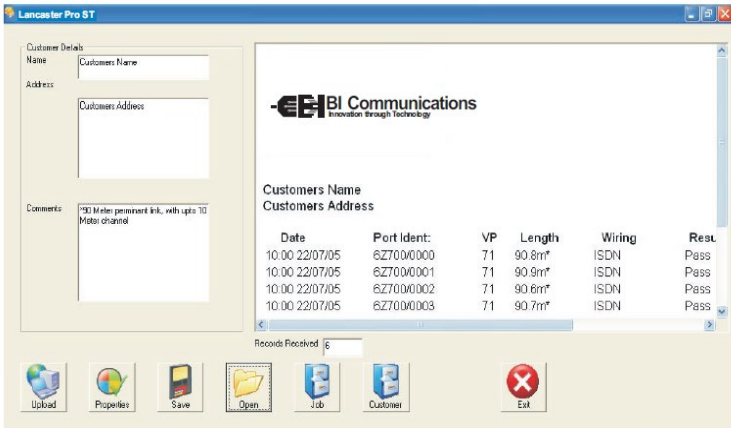 Lancaster Pro ST
Customer Details
Name
Customers Name
Address
Customers Address
Comments
*90 Meter perminant link, with upto 10
Meter channel
BI Communications
Innovation through Technology
Customers Name
Customers Address
Date Port Ident: VP Length Wiring Resu
10:00 22/07/05 6Z700/0000 71 90.8m* ISDN Pass
10:00 22/07/05 6Z700/0001 71 90.9m* ISDN Pass
10:00 22/07/05 6Z700/0002 71 90.6m* ISDN Pass
10:00 22/07/05 6Z700/0003 71 90.7m* ISDN Pass
Records Received 6
Upload Properties Save Open Job Customer Exit